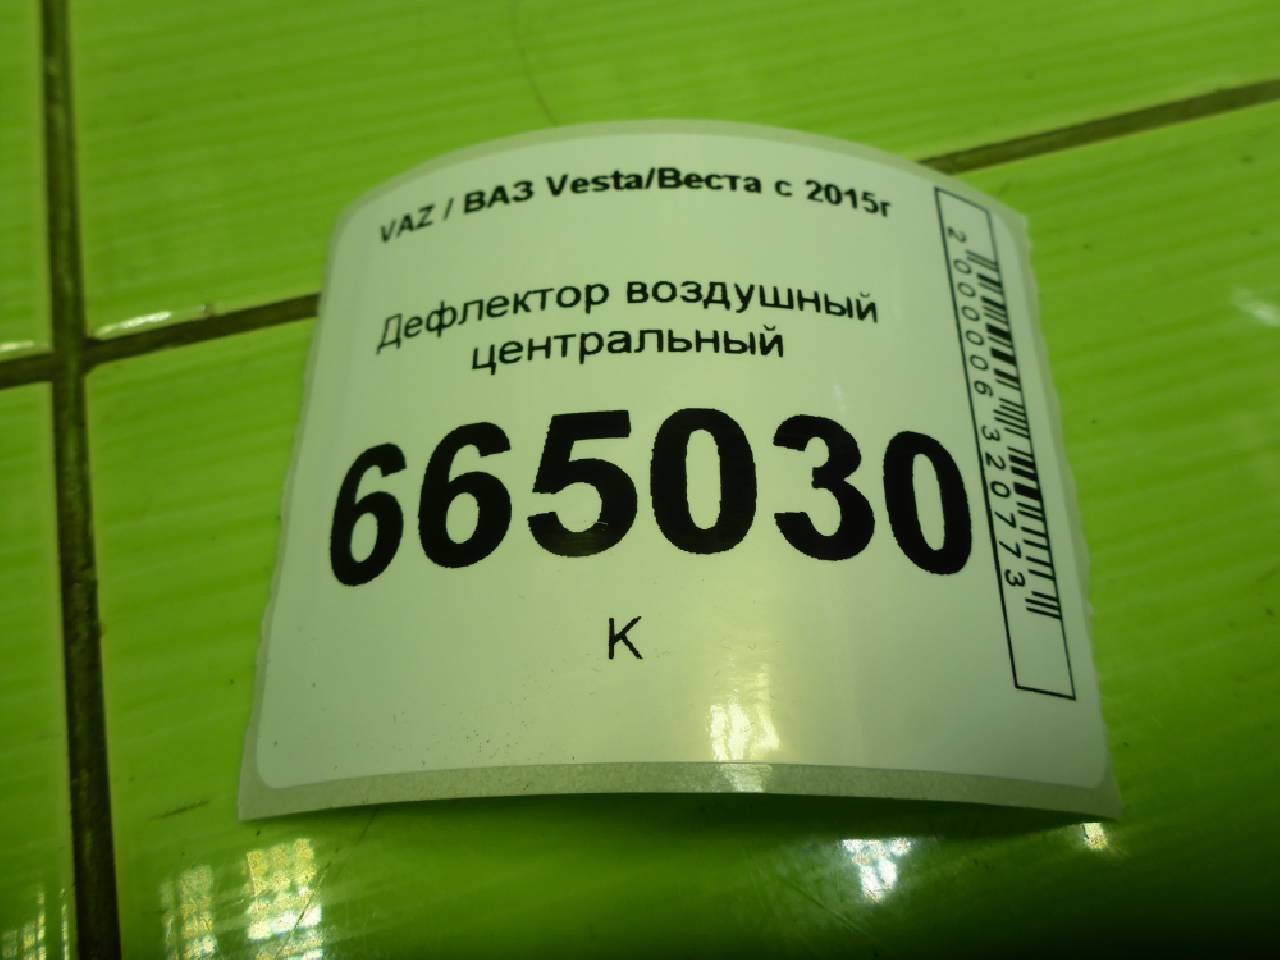 VAZ / ВАЗ Vesta/Веста с 2015г
Дефлектор воздушный
центральный
665030
К
2000006320773